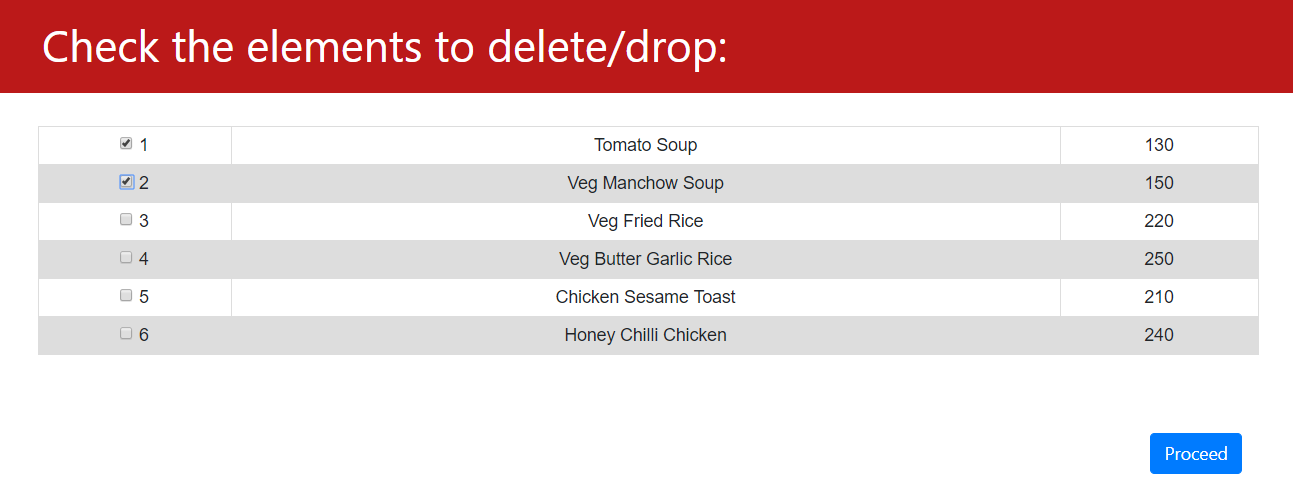 Check the elements to delete/drop:
1 Tomato Soup 130
2 Veg Manchow Soup 150
3 Veg Fried Rice 220
4 Veg Butter Garlic Rice 250
5 Chicken Sesame Toast 210
6 Honey Chilli Chicken 240
Proceed